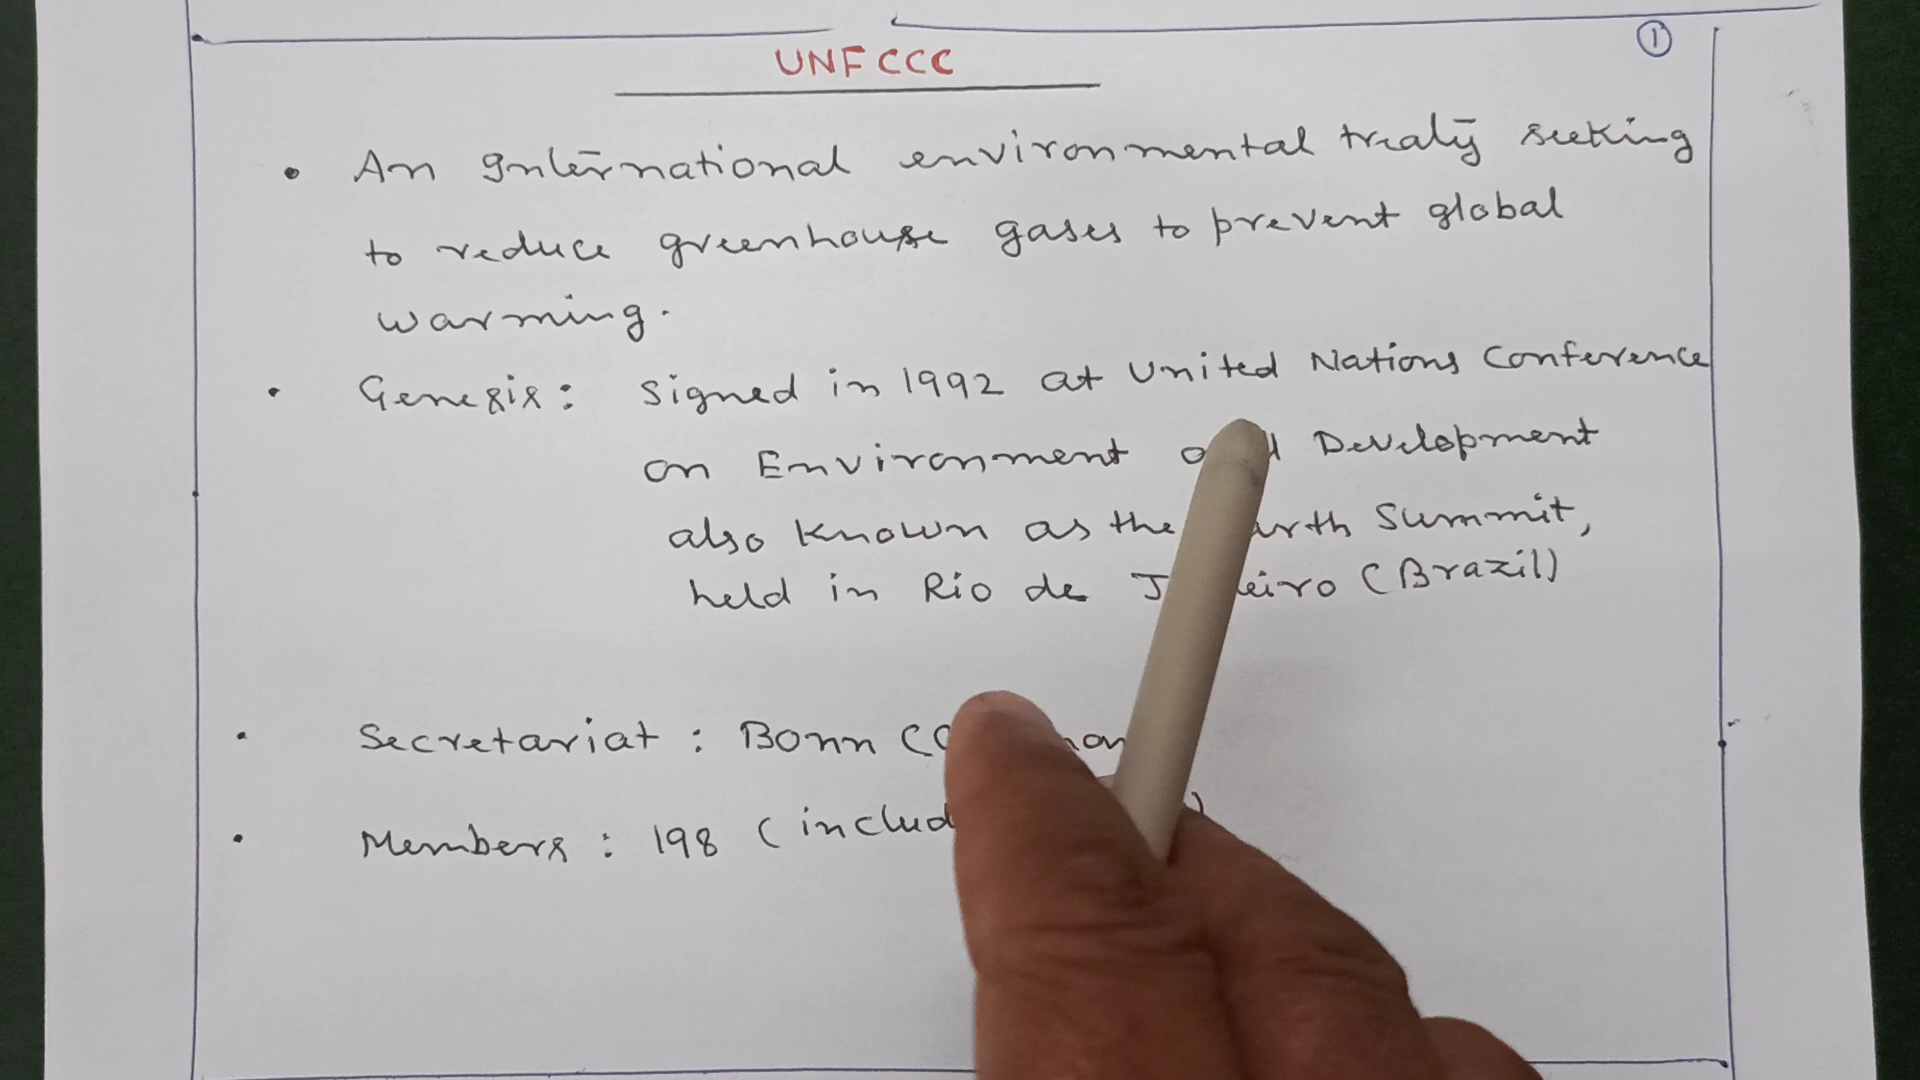 1
UNFCCC
• An International environmental treaty seeking
to reduce greenhouse gases to prevent global
warming.
• Genesis: Signed in 1992 at United Nations Conference
on Environment Development
also known as the Summit,
held in Rio de (Brazil)
• Secretariat : Bonn
• Members : 198